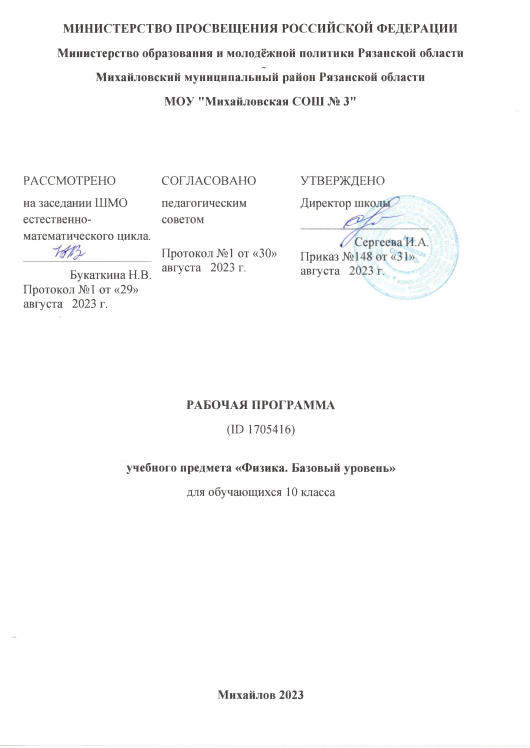 МИНИСТЕРСТВО ПРОСВЕЩЕНИЯ РОССИЙСКОЙ ФЕДЕРАЦИИ
Министерство образования и молодёжной политики Рязанской области
Михайловский муниципальный район Рязанской области
МОУ "Михайловская СОШ № 3"
РАССМОТРЕНО
на заседании ШМО
естественно-
математического цикла.
Букаткина Н.В.
Протокол №1 от «29»
августа 2023 г.
СОГЛАСОВАНО
педагогическим
советом
Протокол №1 от «30»
августа 2023 г.
УТВЕРЖДЕНО
Директор школы
Сергеева И.А.
Приказ №148 от «31»
августа 2023 г.
РАБОЧАЯ ПРОГРАММА
(ID 1705416)
учебного предмета «Физика. Базовый уровень»
для обучающихся 10 класса
Михайлов 2023